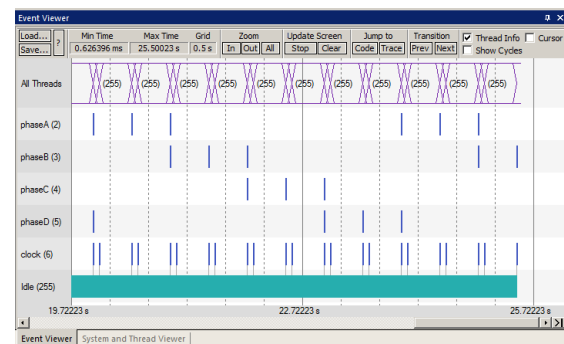 Event Viewer
Load... Min Time Max Time Grid Zoom Update Screen Jump to Transition Thread Info Cursor
Save... ? 0.626396 ms 25.50023 s 0.5 s In Out All Stop Clear Code Trace Prev Next Show Cycles
All Threads (255) (255) (255) (255) (255) (255) (255) (255) (255) (255) (255)
phaseA (2)
phaseB (3)
phaseC (4)
phaseD (5)
clock (6)
Idle (255)
19.72223 s 22.72223 s 25.72223 s
Event Viewer System and Thread Viewer